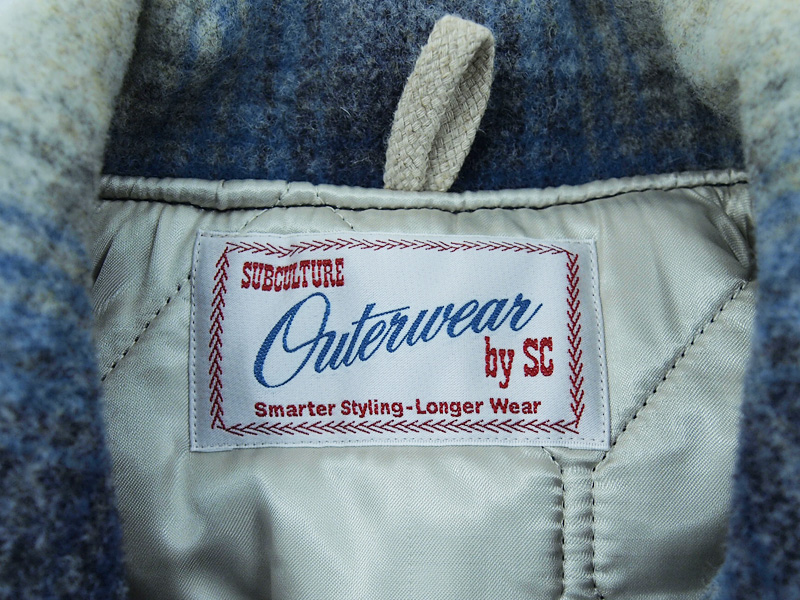 SUBCULTURE
Outerwear
by SC
Smarter Styling-Longer Wear